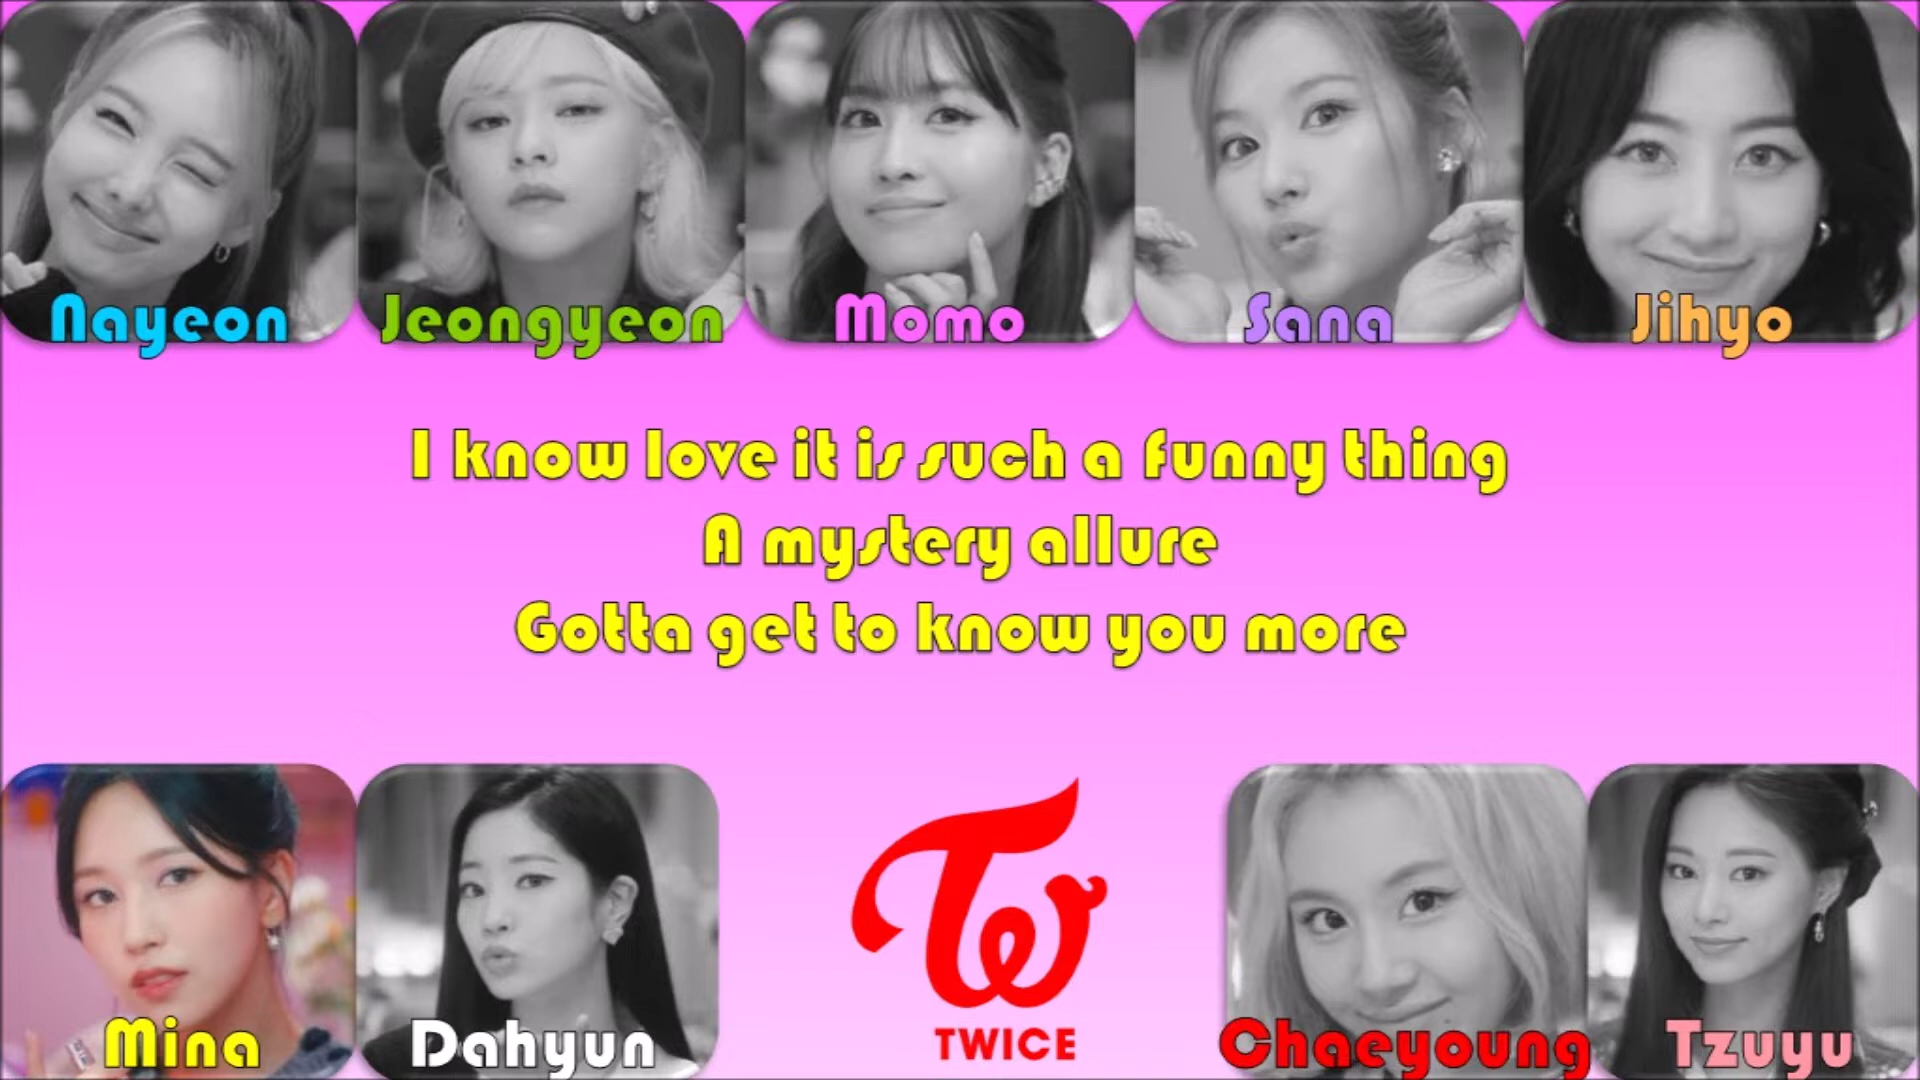 Nayeon
Jeongyeon
Momo
Sana
Jihyo
I know love it is such a funny thing
A mystery allure
Gotta get to know you more
Mina
Dahyun
TWICE
Chaeyoung
Tzuyu